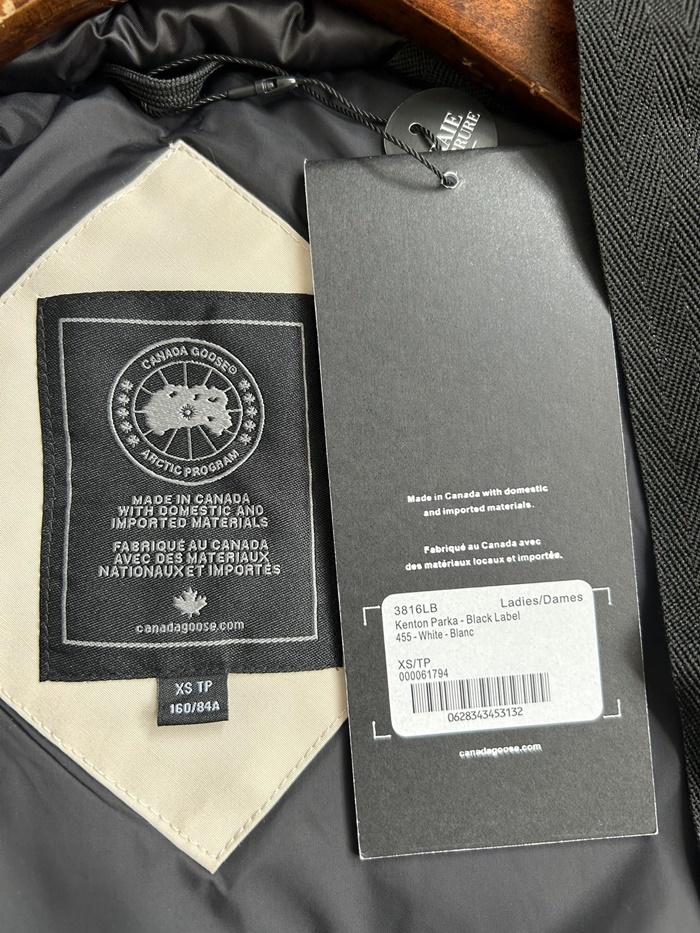 CANADA GOOSE®
ARCTIC PROGRAM
MADE IN CANADA
WITH DOMESTIC AND
IMPORTED MATERIALS
FABRIQUÉ AU CANADA
AVEC DES MATERIAUX
NATIONAUX ET IMPORTÉS
canadagoose.com
XS TP
160/84A
Made in Canada with domestic
and imported materials.
Fabriqué au Canada avec
des matériaux locaux et importés.
3816LB Ladies/Dames
Kenton Parka - Black Label
455 - White - Blanc
XS/TP
000061794
0628343453132
canadagoose.com